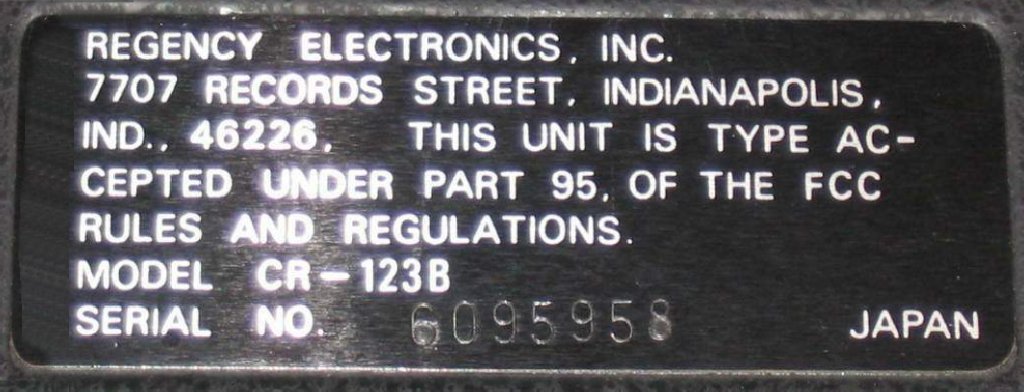 REGENCY ELECTRONICS, INC.
7707 RECORDS STREET, INDIANAPOLIS,
IND., 46226, THIS UNIT IS TYPE AC-
CEPTED UNDER PART 95, OF THE FCC
RULES AND REGULATIONS.
MODEL CR-123B
SERIAL NO. 6095958 JAPAN